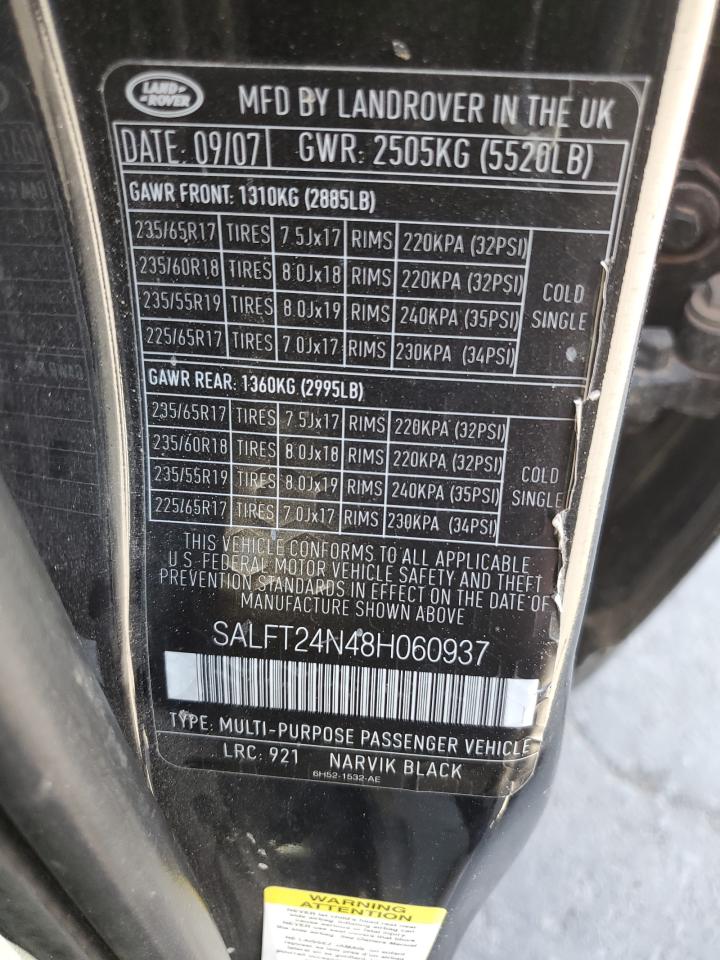 LAND
ROVER
MFD BY LANDROVER IN THE UK
DATE: 09/07 GWR: 2505KG (5520LB)
GAWR FRONT: 1310KG (2885LB)
235/65R17 TIRES 7.5Jx17 RIMS 220KPA (32PSI)
235/60R18 TIRES 8.0Jx18 RIMS 220KPA (32PSI)
235/55R19 TIRES 8.0Jx19 RIMS 240KPA (35PSI)
225/65R17 TIRES 7.0Jx17 RIMS 230KPA (34PSI)
COLD
SINGLE
GAWR REAR: 1360KG (2995LB)
235/65R17 TIRES 7.5Jx17 RIMS 220KPA (32PSI)
235/60R18 TIRES 8.0Jx18 RIMS 220KPA (32PSI)
235/55R19 TIRES 8.0Jx19 RIMS 240KPA (35PSI)
225/65R17 TIRES 7.0Jx17 RIMS 230KPA (34PSI)
COLD
SINGLE
THIS VEHICLE CONFORMS TO ALL APPLICABLE
U.S-FEDERAL MOTOR VEHICLE SAFETY AND THEFT
PREVENTION STANDARDS IN EFFECT ON THE DATE OF
MANUFACTURE SHOWN ABOVE
SALFT24N48H060937
TYPE: MULTI-PURPOSE PASSENGER VEHICLE
LRC: 921 NARVIK BLACK
6H52-1532-AE
WARNING
ATTENTION